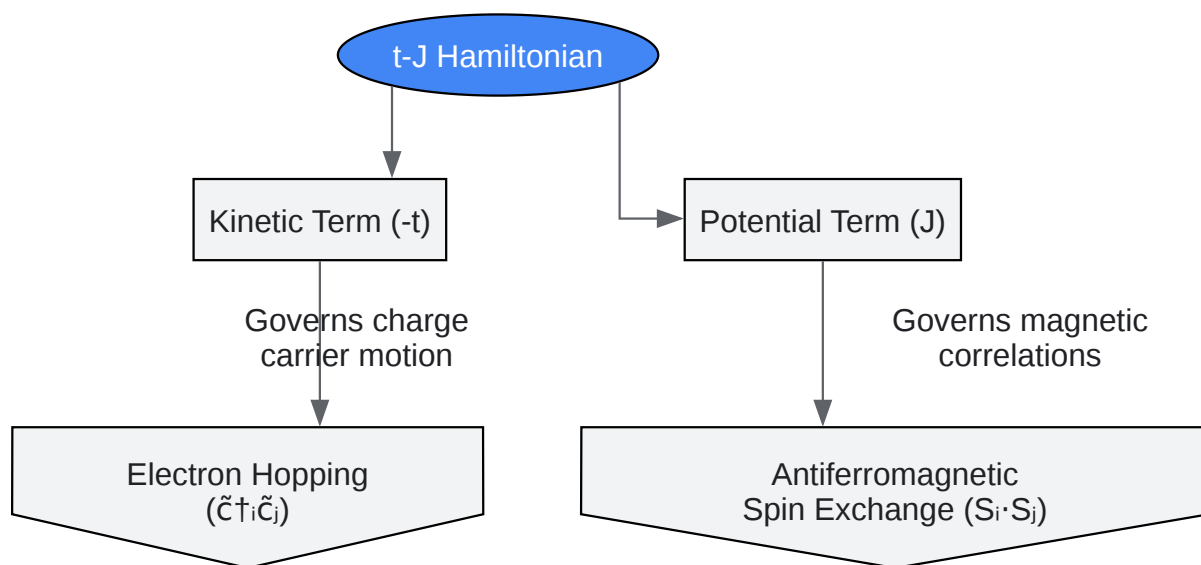 t-J Hamiltonian
Kinetic Term (-t)
Potential Term (J)
Governs charge
carrier motion
Governs magnetic
correlations
Electron Hopping
(c̃†ᵢc̃ⱼ)
Antiferromagnetic
Spin Exchange (Sᵢ·Sⱼ)